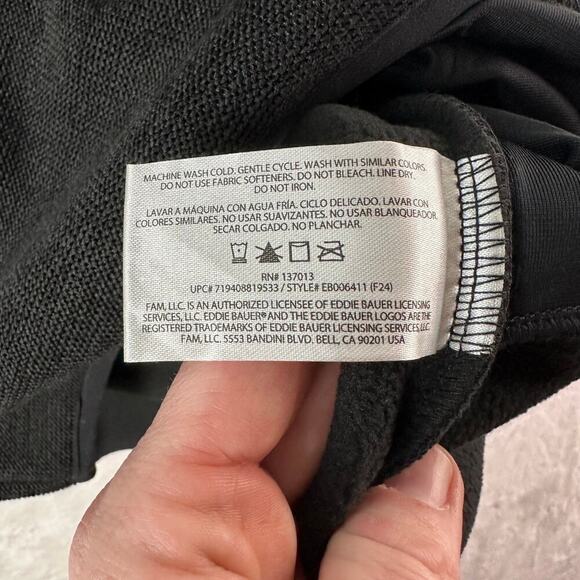 MACHINE WASH COLD. GENTLE CYCLE. WASH WITH SIMILAR COLORS.
DO NOT USE FABRIC SOFTENERS. DO NOT BLEACH. LINE DRY.
DO NOT IRON.
LAVAR A MÁQUINA CON AGUA FRÍA. CICLO DELICADO. LAVAR CON
COLORES SIMILARES. NO USAR SUAVIZANTES. NO USAR BLANQUEADOR.
SECAR COLGADO. NO PLANCHAR.
RN# 137013
UPC# 719408819533 / STYLE# EB006411 (F24)
FAM, LLC. IS AN AUTHORIZED LICENSEE OF EDDIE BAUER LICENSING
SERVICES, LLC. EDDIE BAUER® AND THE EDDIE BAUER LOGOS ARE THE
REGISTERED TRADEMARKS OF EDDIE BAUER LICENSING SERVICES, LLC.
FAM, LLC. 5553 BANDINI BLVD. BELL, CA 90201 USA